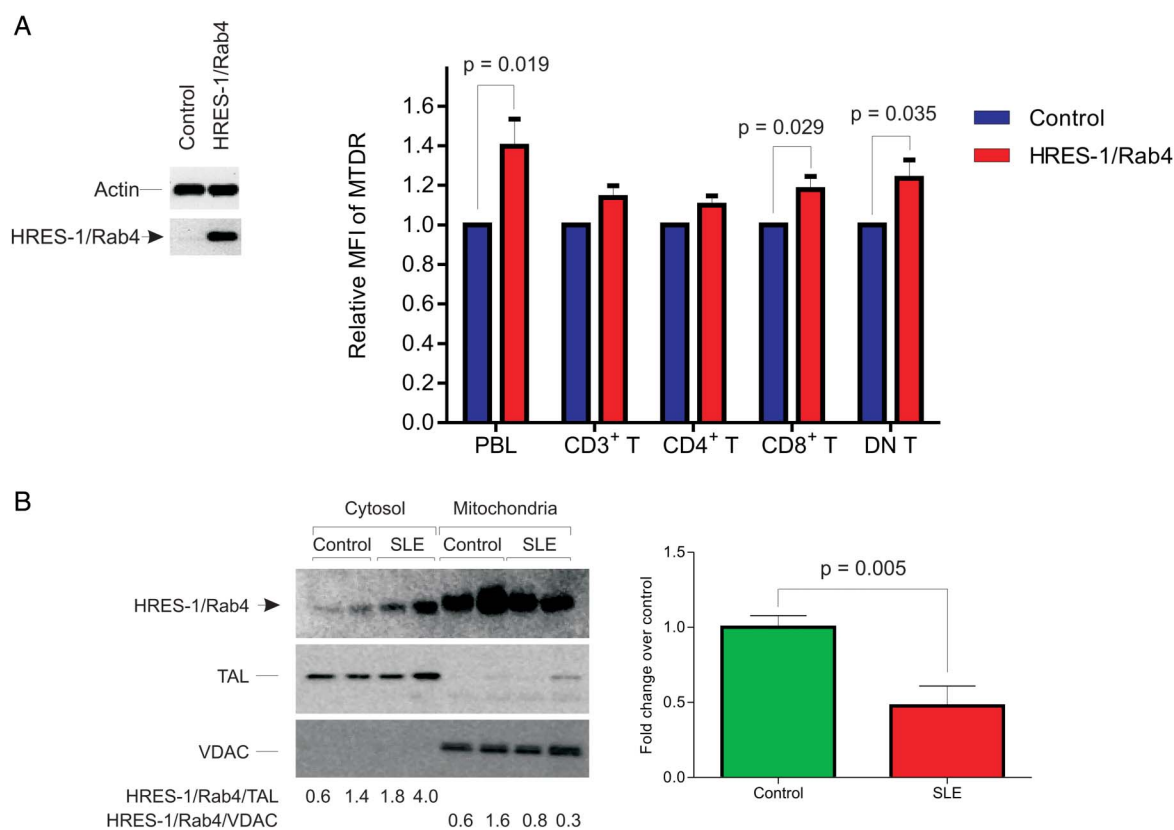 A
Control
HRES-1/Rab4
Actin
HRES-1/Rab4
Relative MFI of MTDR
1.6
1.4
1.2
1.0
0.8
0.6
0.4
0.2
0.0
p = 0.019
p = 0.029
p = 0.035
PBL CD3+ T CD4+ T CD8+ T DN T
Control
HRES-1/Rab4
B
Cytosol Mitochondria
Control SLE Control SLE
HRES-1/Rab4
TAL
VDAC
HRES-1/Rab4/TAL 0.6 1.4 1.8 4.0
HRES-1/Rab4/VDAC 0.6 1.6 0.8 0.3
Fold change over control
1.5
1.0
0.5
0.0
p = 0.005
Control SLE